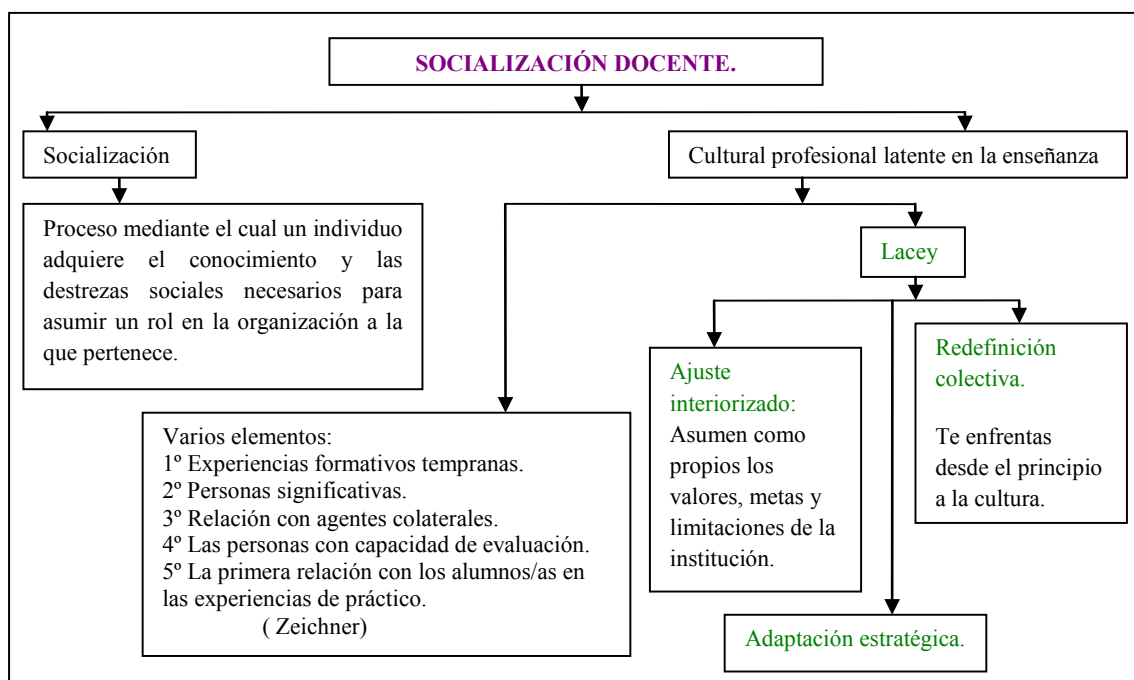 SOCIALIZACIÓN DOCENTE.
Socialización
Cultural profesional latente en la enseñanza
Proceso mediante el cual un individuo
adquiere el conocimiento y las
destrezas sociales necesarios para
asumir un rol en la organización a la
que pertenece.
Lacey
Varios elementos:
1º Experiencias formativos tempranas.
2º Personas significativas.
3º Relación con agentes colaterales.
4º Las personas con capacidad de evaluación.
5º La primera relación con los alumnos/as en
las experiencias de práctico.
( Zeichner)
Ajuste
interiorizado:
Asumen como
propios los
valores, metas y
limitaciones de la
institución.
Redefinición
colectiva.
Te enfrentas
desde el principio
a la cultura.
Adaptación estratégica.